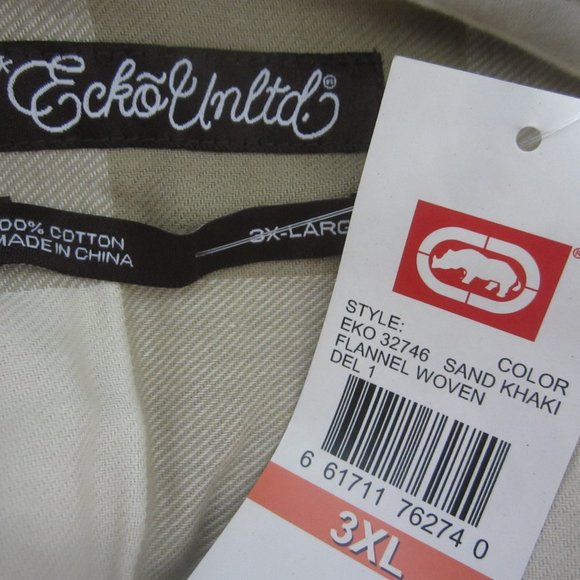 *Eckō Unltd.®
100% COTTON
MADE IN CHINA
3X-LARG
®
STYLE: COLOR
EKO 32746 SAND KHAKI
FLANNEL WOVEN
DEL 1
6 61711 76274 0
3XL